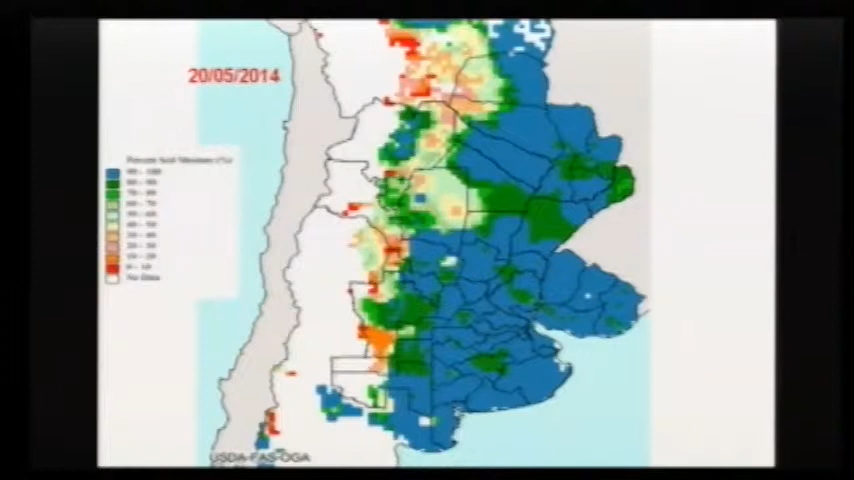 20/05/2014
Percent Soil Moisture (%)
90 - 100
80 - 90
70 - 80
60 - 70
50 - 60
40 - 50
30 - 40
20 - 30
10 - 20
0 - 10
No Data
USDA-FAS-OGA